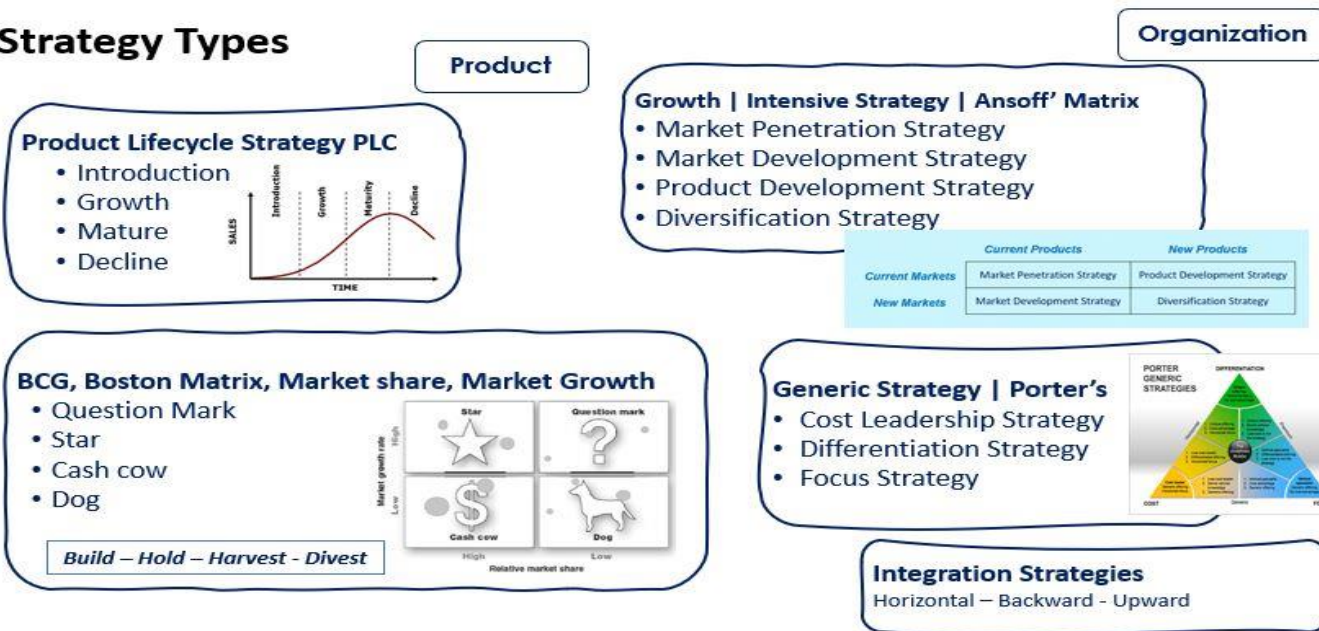 Strategy Types
Product
Organization
Product Lifecycle Strategy PLC
• Introduction
• Growth
• Mature
• Decline
SALES
Introduction
Growth
Maturity
Decline
TIME
Growth | Intensive Strategy | Ansoff' Matrix
• Market Penetration Strategy
• Market Development Strategy
• Product Development Strategy
• Diversification Strategy
Current Products New Products
Current Markets Market Penetration Strategy Product Development Strategy
New Markets Market Development Strategy Diversification Strategy
BCG, Boston Matrix, Market share, Market Growth
• Question Mark
• Star
• Cash cow
• Dog
Build – Hold – Harvest - Divest
Market growth rate
High
Low
Star
Question mark
Cash cow
Dog
High Low
Relative market share
Generic Strategy | Porter's
• Cost Leadership Strategy
• Differentiation Strategy
• Focus Strategy
PORTER
GENERIC
STRATEGIES
DIFFERENTIATION
COST
Integration Strategies
Horizontal – Backward - Upward